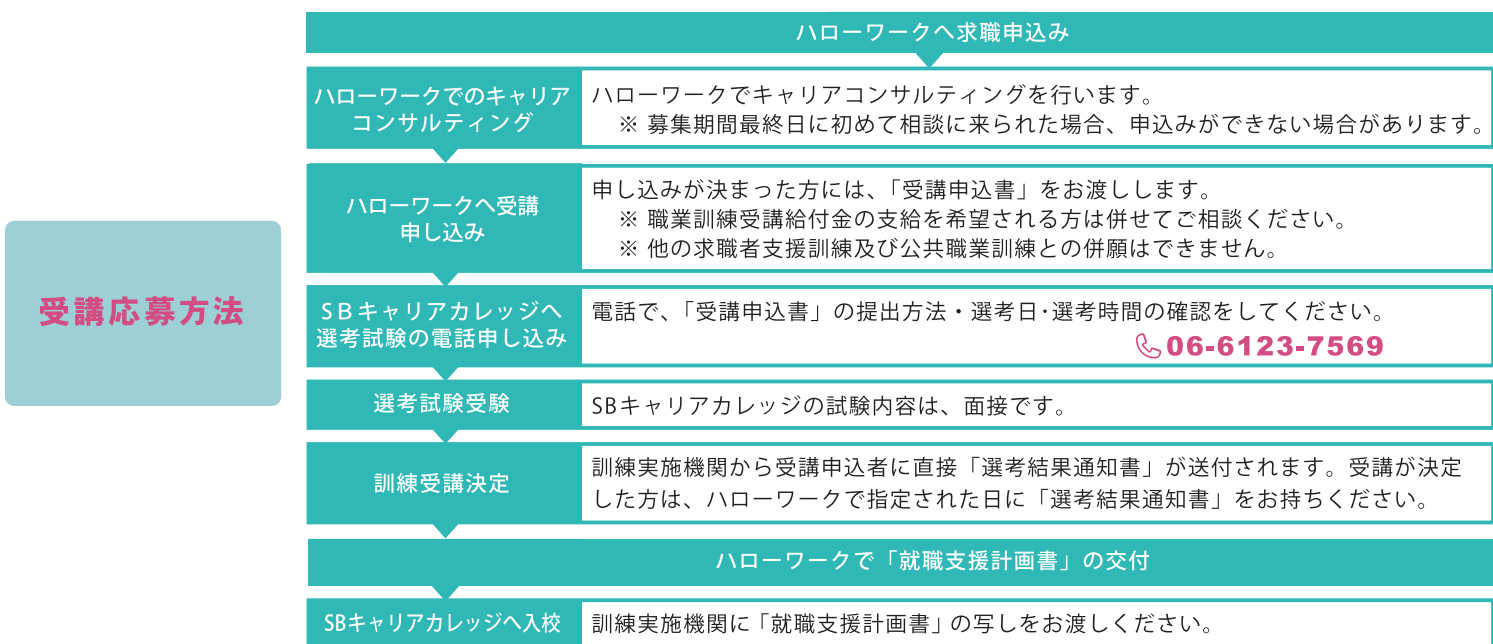 ハローワークへ求職申込み
ハローワークでのキャリア
コンサルティング
ハローワークでキャリアコンサルティングを行います。
※ 募集期間最終日に初めて相談に来られた場合、申込みができない場合があります。
ハローワークへ受講
申し込み
申し込みが決まった方には、「受講申込書」をお渡しします。
※ 職業訓練受講給付金の支給を希望される方は併せてご相談ください。
※ 他の求職者支援訓練及び公共職業訓練との併願はできません。
受講応募方法
SBキャリアカレッジへ
選考試験の電話申し込み
電話で、「受講申込書」の提出方法・選考日・選考時間の確認をしてください。
06-6123-7569
選考試験受験
SBキャリアカレッジの試験内容は、面接です。
訓練受講決定
訓練実施機関から受講申込者に直接「選考結果通知書」が送付されます。受講が決定
した方は、ハローワークで指定された日に「選考結果通知書」をお持ちください。
ハローワークで「就職支援計画書」の交付
SBキャリアカレッジへ入校
訓練実施機関に「就職支援計画書」の写しをお渡しください。